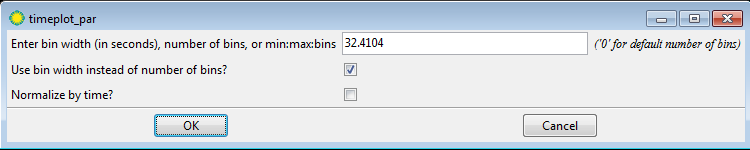 timeplot_par
Enter bin width (in seconds), number of bins, or min:max:bins 32.4104 ('0' for default number of bins)
Use bin width instead of number of bins?
Normalize by time?
OK Cancel